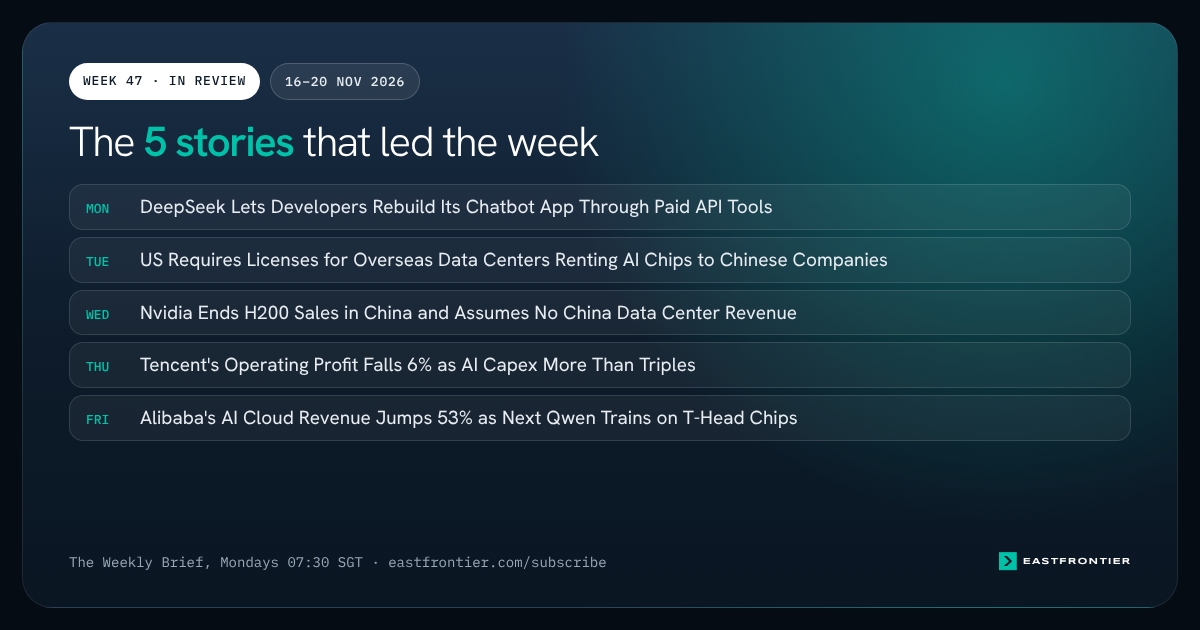 WEEK 47 · IN REVIEW
16–20 NOV 2026
The 5 stories that led the week
MON DeepSeek Lets Developers Rebuild Its Chatbot App Through Paid API Tools
TUE US Requires Licenses for Overseas Data Centers Renting AI Chips to Chinese Companies
WED Nvidia Ends H200 Sales in China and Assumes No China Data Center Revenue
THU Tencent's Operating Profit Falls 6% as AI Capex More Than Triples
FRI Alibaba's AI Cloud Revenue Jumps 53% as Next Qwen Trains on T-Head Chips
The Weekly Brief, Mondays 07:30 SGT · eastfrontier.com/subscribe
EASTFRONTIER